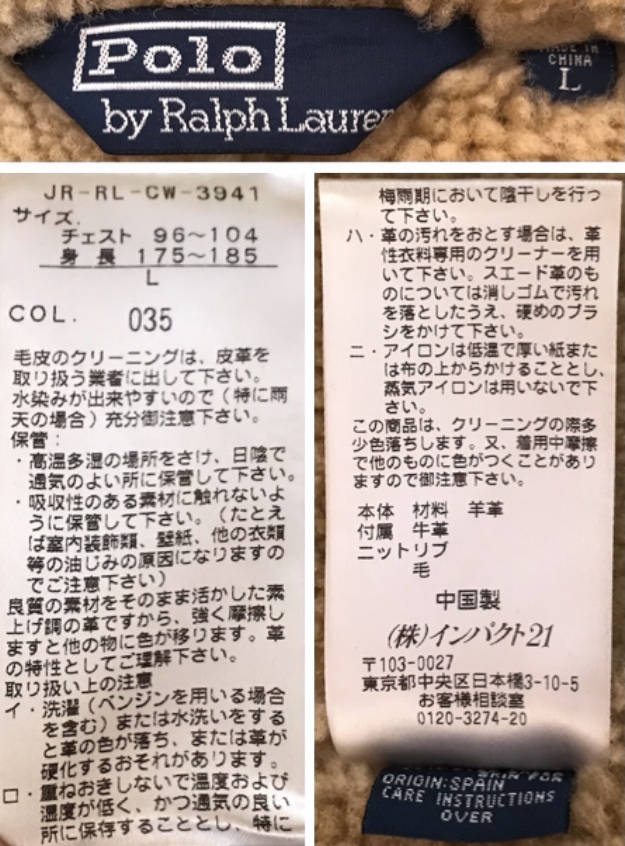 Polo
by Ralph Lauren
MADE IN
CHINA
L
JR-RL-CW-3941
サイズ.
チェスト 96〜104
身長 175〜185
L
COL. 035
毛皮のクリーニングは、皮革を
取り扱う業者に出して下さい。
水染みが出来やすいので(特に雨
天の場合)充分御注意下さい。
保管:
・高温多湿の場所をさけ、日陰で
通気のよい所に保管して下さい。
・吸収性のある素材に触れないよ
うに保管して下さい。(たとえ
ば室内装飾類、壁紙、他の衣類
等の油じみの原因になりますの
でご注意下さい)
良質の素材をそのまま活かした素
上げ調の革ですから、強く摩擦し
ますと他の物に色が移ります。革
の特性としてご理解下さい。
取り扱い上の注意
イ・洗濯(ベンジンを用いる場合
を含む)または水洗いをする
と革の色が落ち、または革が
硬化するおそれがあります。
ロ・重ねおきしないで温度および
湿度が低く、かつ通気の良い
所に保存することとし、特に
梅雨期において陰干しを行っ
て下さい。
ハ・革の汚れをおとす場合は、革
性衣料専用のクリーナーを用
いて下さい。スエード革のも
のについては消しゴムで汚れ
を落としたうえ、硬めのブラ
シをかけて下さい。
ニ・アイロンは低温で厚い紙また
は布の上からかけることとし、
蒸気アイロンは用いないで下
さい。
この商品は、クリーニングの際多
少色落ちします。又、着用中摩擦
で他のものに色がつくことがあり
ますので御注意下さい。
本体 材料 羊革
付属 牛革
ニットリブ
毛
中国製
(株)インパクト21
〒103-0027
東京都中央区日本橋3-10-5
お客様相談室
0120-3274-20
SKIN FUR
ORIGIN:SPAIN
CARE INSTRUCTIONS
OVER